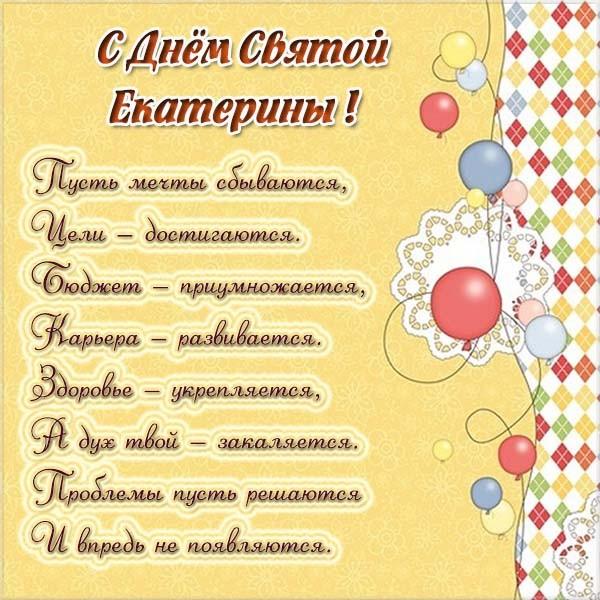 С Днём Святой
Екатерины !
Пусть мечты сбываются,
Цели – достигаются.
Бюджет – приумножается,
Карьера – развивается.
Здоровье – укрепляется,
А дух твой – закаляется.
Проблемы пусть решаются
И впредь не появляются.